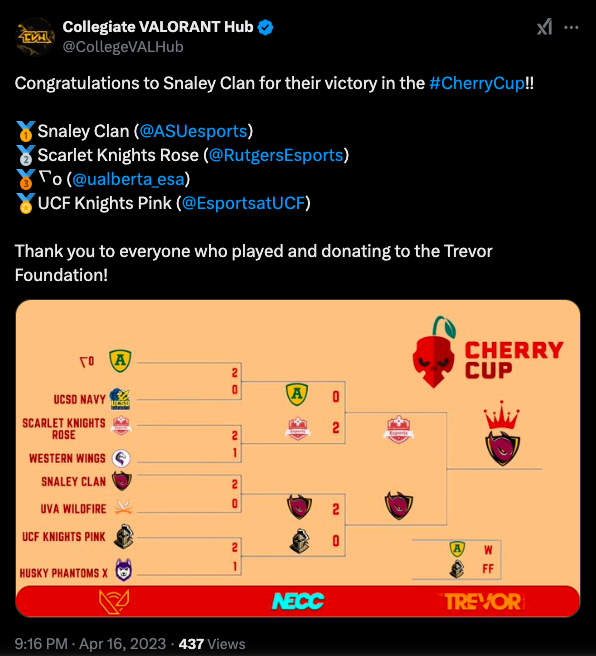 Collegiate VALORANT Hub
@CollegeVALHub
Congratulations to Snaley Clan for their victory in the #CherryCup!!
🥇Snaley Clan (@ASUesports)
🥈Scarlet Knights Rose (@RutgersEsports)
🥉o (@ualberta_esa)
🏅UCF Knights Pink (@EsportsatUCF)
Thank you to everyone who played and donating to the Trevor
Foundation!
CHERRY
CUP
O
A
2
0
UCSD NAVY
UCSD
A
0
SCARLET KNIGHTS
ROSE
2
2
WESTERN WINGS
1
SNALEY CLAN
2
UVA WILDFIRE
0
2
UCF KNIGHTS PINK
0
2
HUSKY PHANTOMS X
1
A
W
FF
NECC
TREVOR
9:16 PM · Apr 16, 2023 · 437 Views